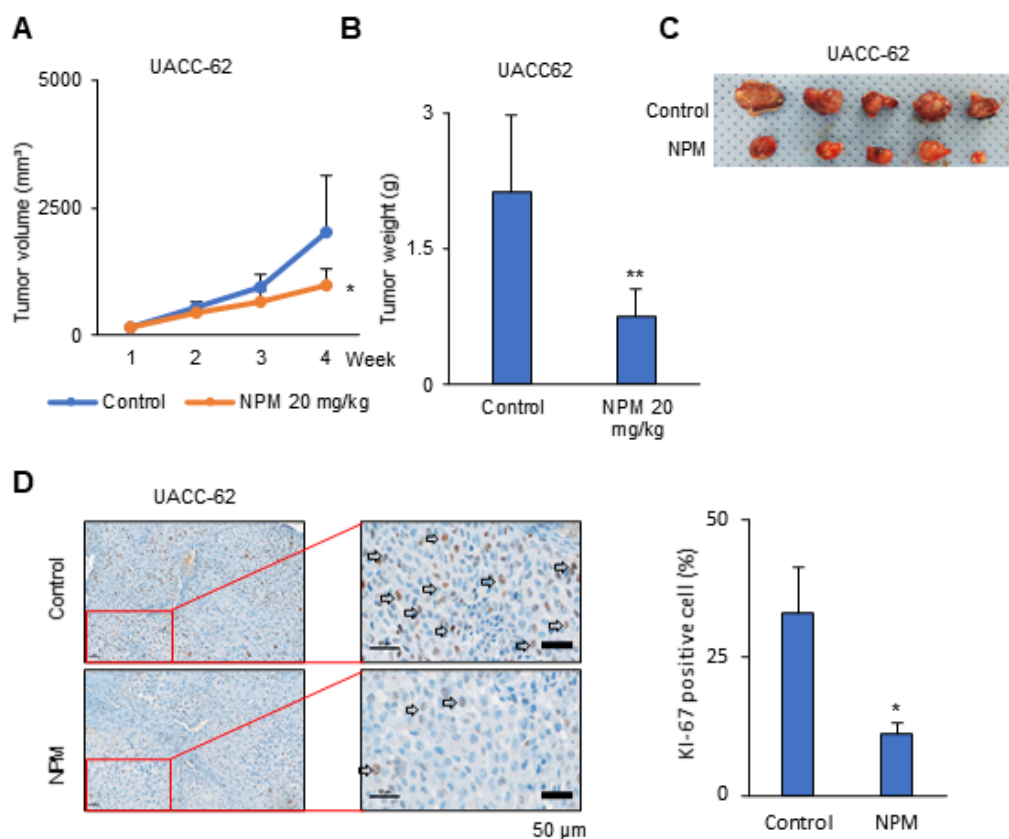 A
UACC-62
Tumor volume (mm³)
5000
2500
0
1 2 3 4 Week
Control NPM 20 mg/kg
*
B
UACC62
Tumor weight (g)
3
1.5
0
**
Control NPM 20
mg/kg
C
UACC-62
Control
NPM
D
UACC-62
Control
NPM
50 µm
KI-67 positive cell (%)
50
25
0
*
Control NPM